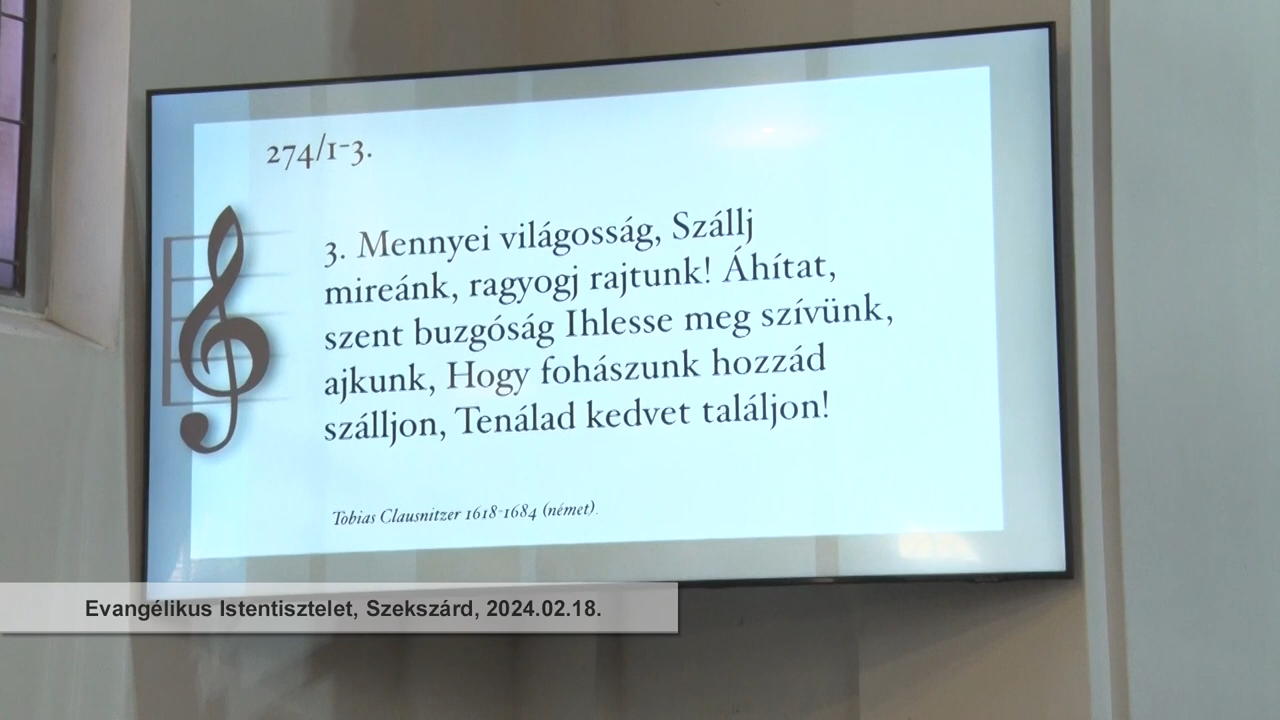 274/1-3.
3. Mennyei világosság, Szállj
mireánk, ragyogj rajtunk! Áhítat,
szent buzgóság Ihlesse meg szívünk,
ajkunk, Hogy fohászunk hozzád
szálljon, Tenálad kedvet találjon!
Tobias Clausnitzer 1618-1684 (német).
Evangélikus Istentisztelet, Szekszárd, 2024.02.18.